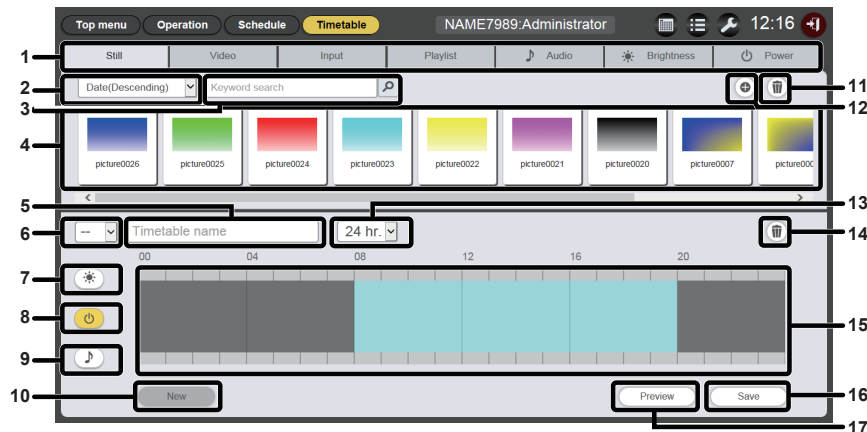 Top menu Operation Schedule Timetable NAME7989:Administrator 12:16
1 Still Video Input Playlist Audio Brightness Power
2 Date(Descending) Keyword search 11
3 12
4 picture0026 picture0025 picture0024 picture0023 picture0022 picture0021 picture0020 picture0007 picture000
5 13
6 -- Timetable name 24 hr. 14
00 04 08 12 16 20
7
8 15
9
10 New Preview Save 16
17